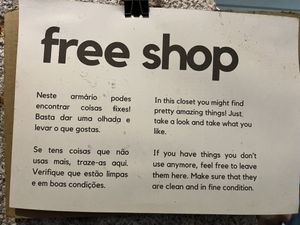 free shop
Neste armário podes
encontrar coisas fixes!
Basta dar uma olhada e
levar o que gostas.
Se tens coisas que não
usas mais, traze-as aqui.
Verifique que estão limpas
e em boas condições.
In this closet you might find
pretty amazing things! Just,
take a look and take what you
like.
If you have things you don't
use anymore, feel free to leave
them here. Make sure that they
are clean and in fine condition.